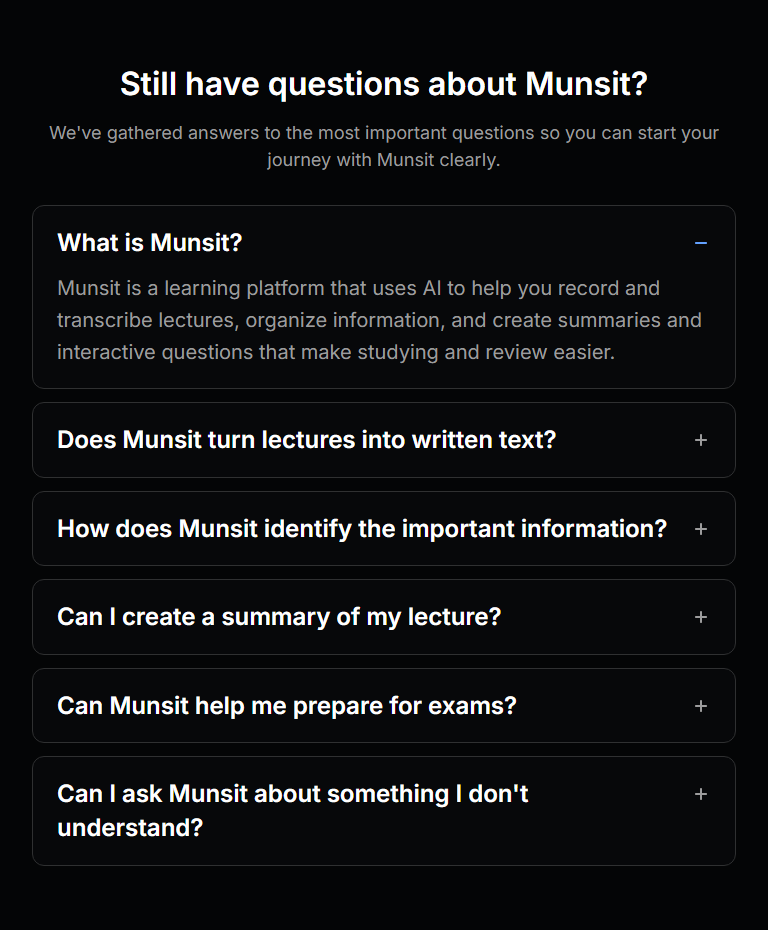 Still have questions about Munsit?
We've gathered answers to the most important questions so you can start your
journey with Munsit clearly.
What is Munsit?
Munsit is a learning platform that uses AI to help you record and
transcribe lectures, organize information, and create summaries and
interactive questions that make studying and review easier.
Does Munsit turn lectures into written text?
How does Munsit identify the important information?
Can I create a summary of my lecture?
Can Munsit help me prepare for exams?
Can I ask Munsit about something I don't
understand?